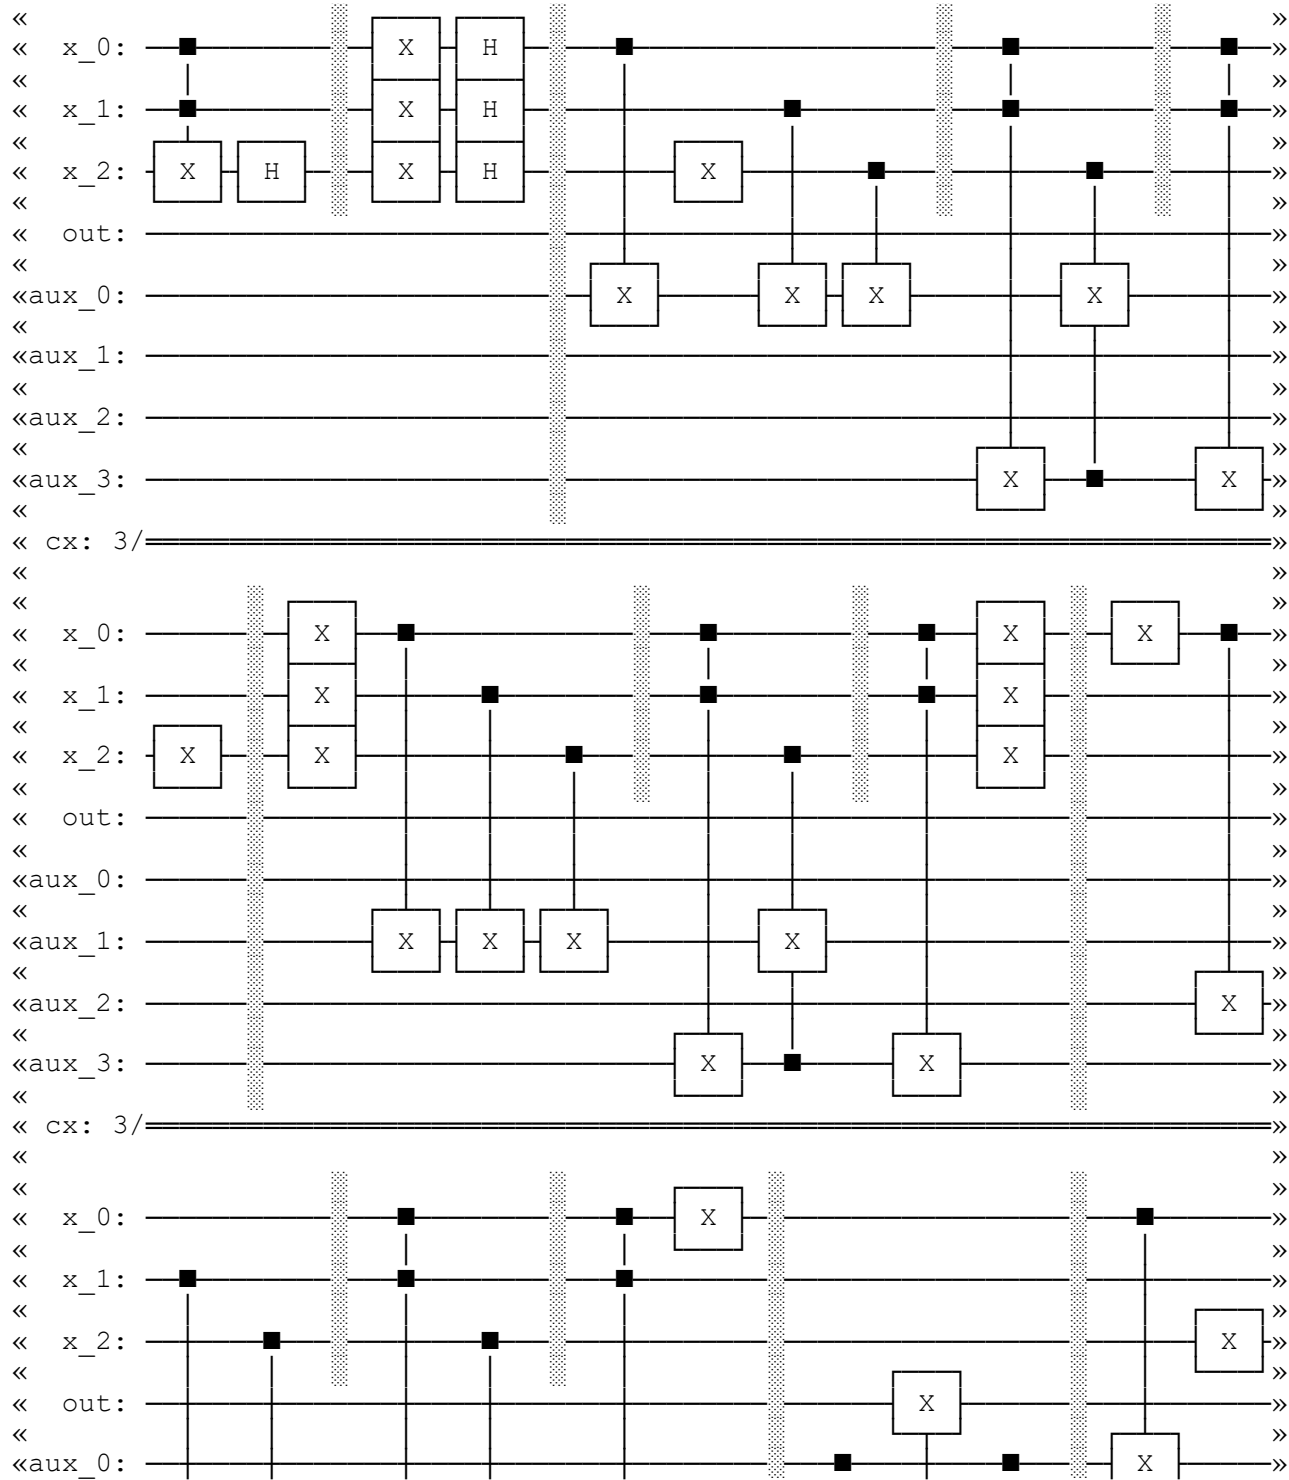 «                                                                 »
«  x_0: X H »
«                                                                 »
«  x_1: X H »
«                                                                 »
«  x_2: X H X H X »
«                                                                 »
«  out: »
«                                                                 »
«aux_0: X X X X »
«                                                                 »
«aux_1: »
«                                                                 »
«aux_2: »
«                                                                 »
«aux_3: X X »
«                                                                 »
« cx: 3/ »
«                                                                 »
«                                                                 »
«  x_0: X X X »
«                                                                 »
«  x_1: X X »
«                                                                 »
«  x_2: X X X »
«                                                                 »
«  out: »
«                                                                 »
«aux_0: »
«                                                                 »
«aux_1: X X X X »
«                                                                 »
«aux_2: X »
«                                                                 »
«aux_3: X X »
«                                                                 »
« cx: 3/ »
«                                                                 »
«                                                                 »
«  x_0: X »
«                                                                 »
«  x_1: »
«                                                                 »
«  x_2: X »
«                                                                 »
«  out: X »
«                                                                 »
«aux_0: X »